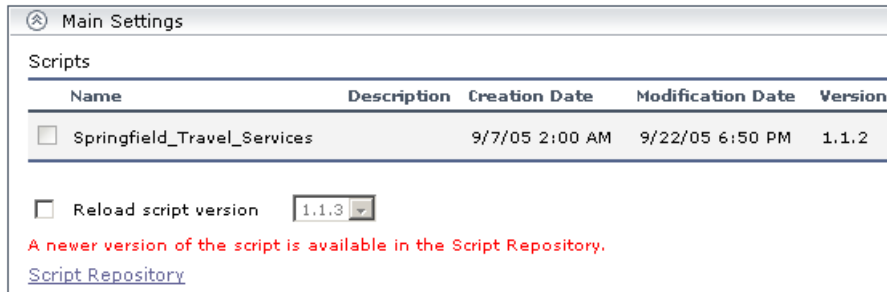 Main Settings
Scripts
Name Description Creation Date Modification Date Version
Springfield_Travel_Services 9/7/05 2:00 AM 9/22/05 6:50 PM 1.1.2
Reload script version 1.1.3
A newer version of the script is available in the Script Repository.
Script Repository